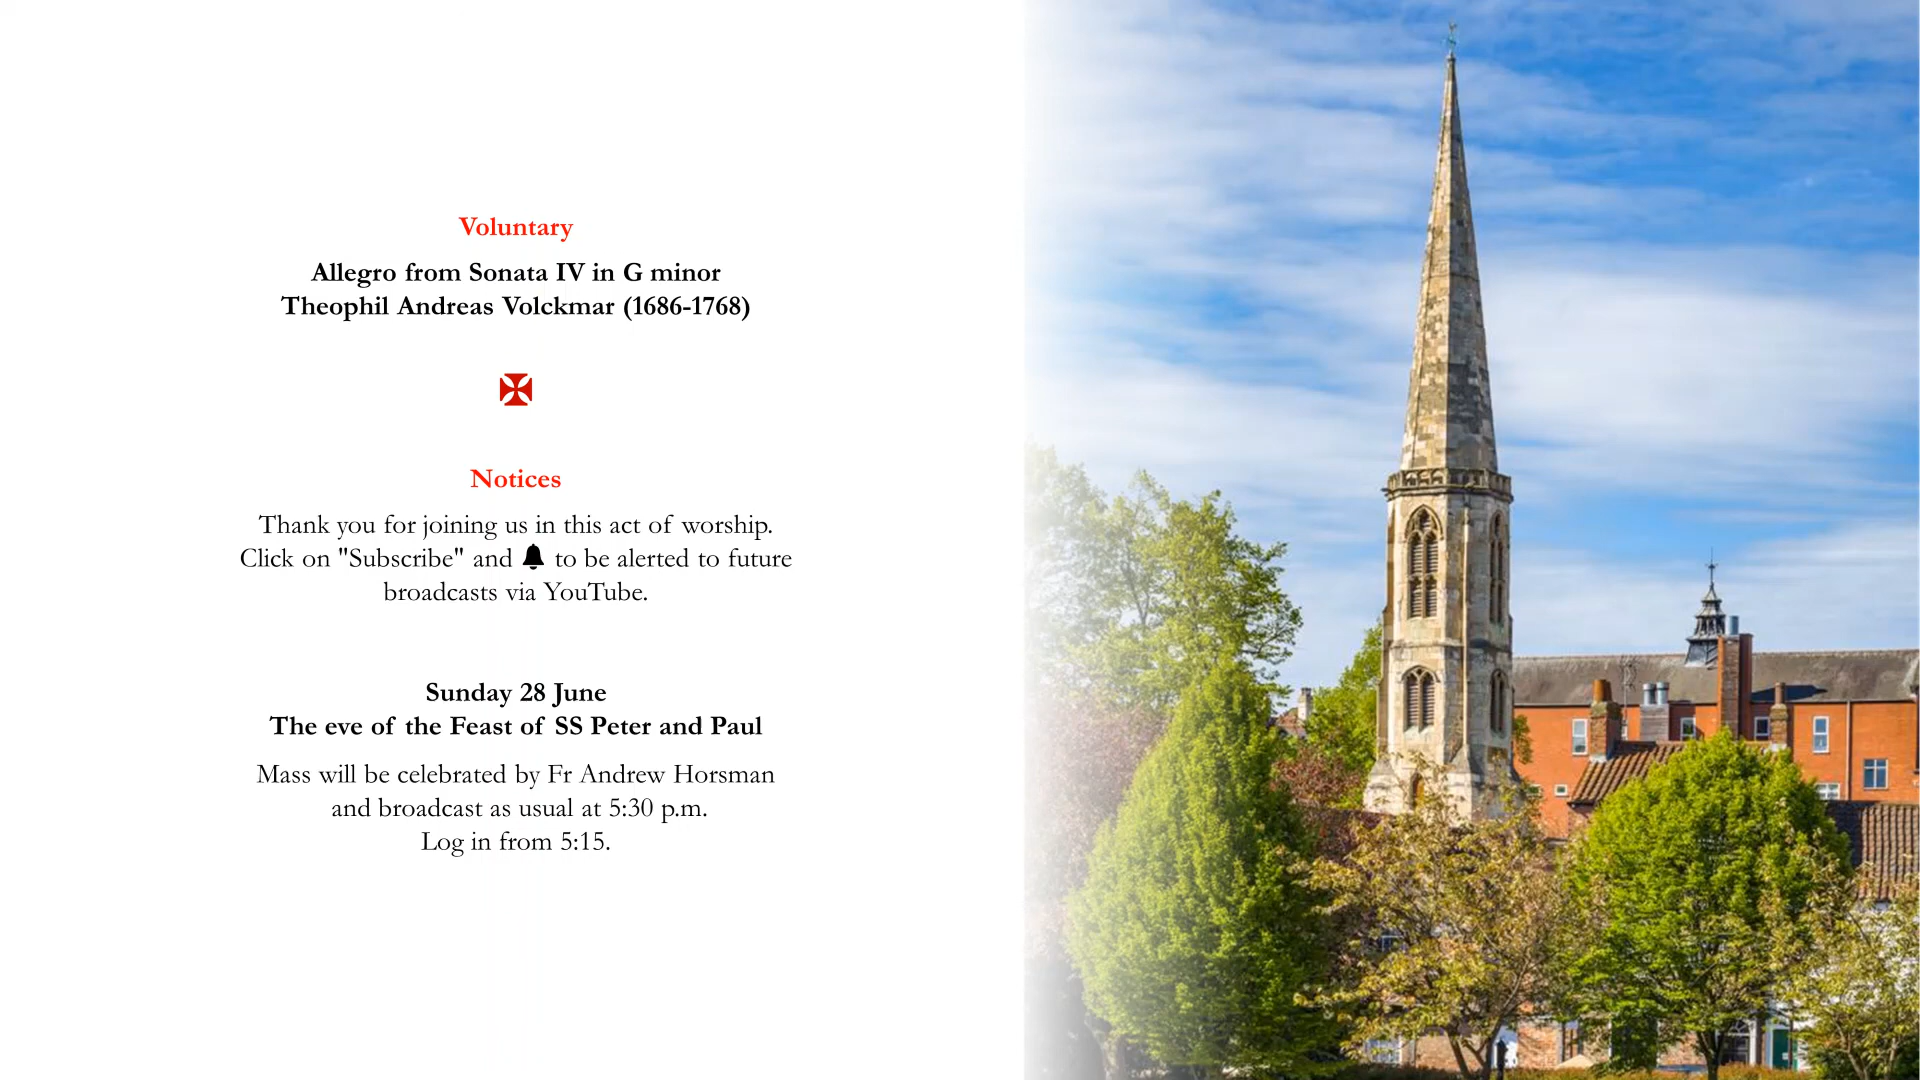 Voluntary
Allegro from Sonata IV in G minor
Theophil Andreas Volckmar (1686-1768)
Notices
Thank you for joining us in this act of worship.
Click on "Subscribe" and 🔔 to be alerted to future
broadcasts via YouTube.
Sunday 28 June
The eve of the Feast of SS Peter and Paul
Mass will be celebrated by Fr Andrew Horsman
and broadcast as usual at 5:30 p.m.
Log in from 5:15.